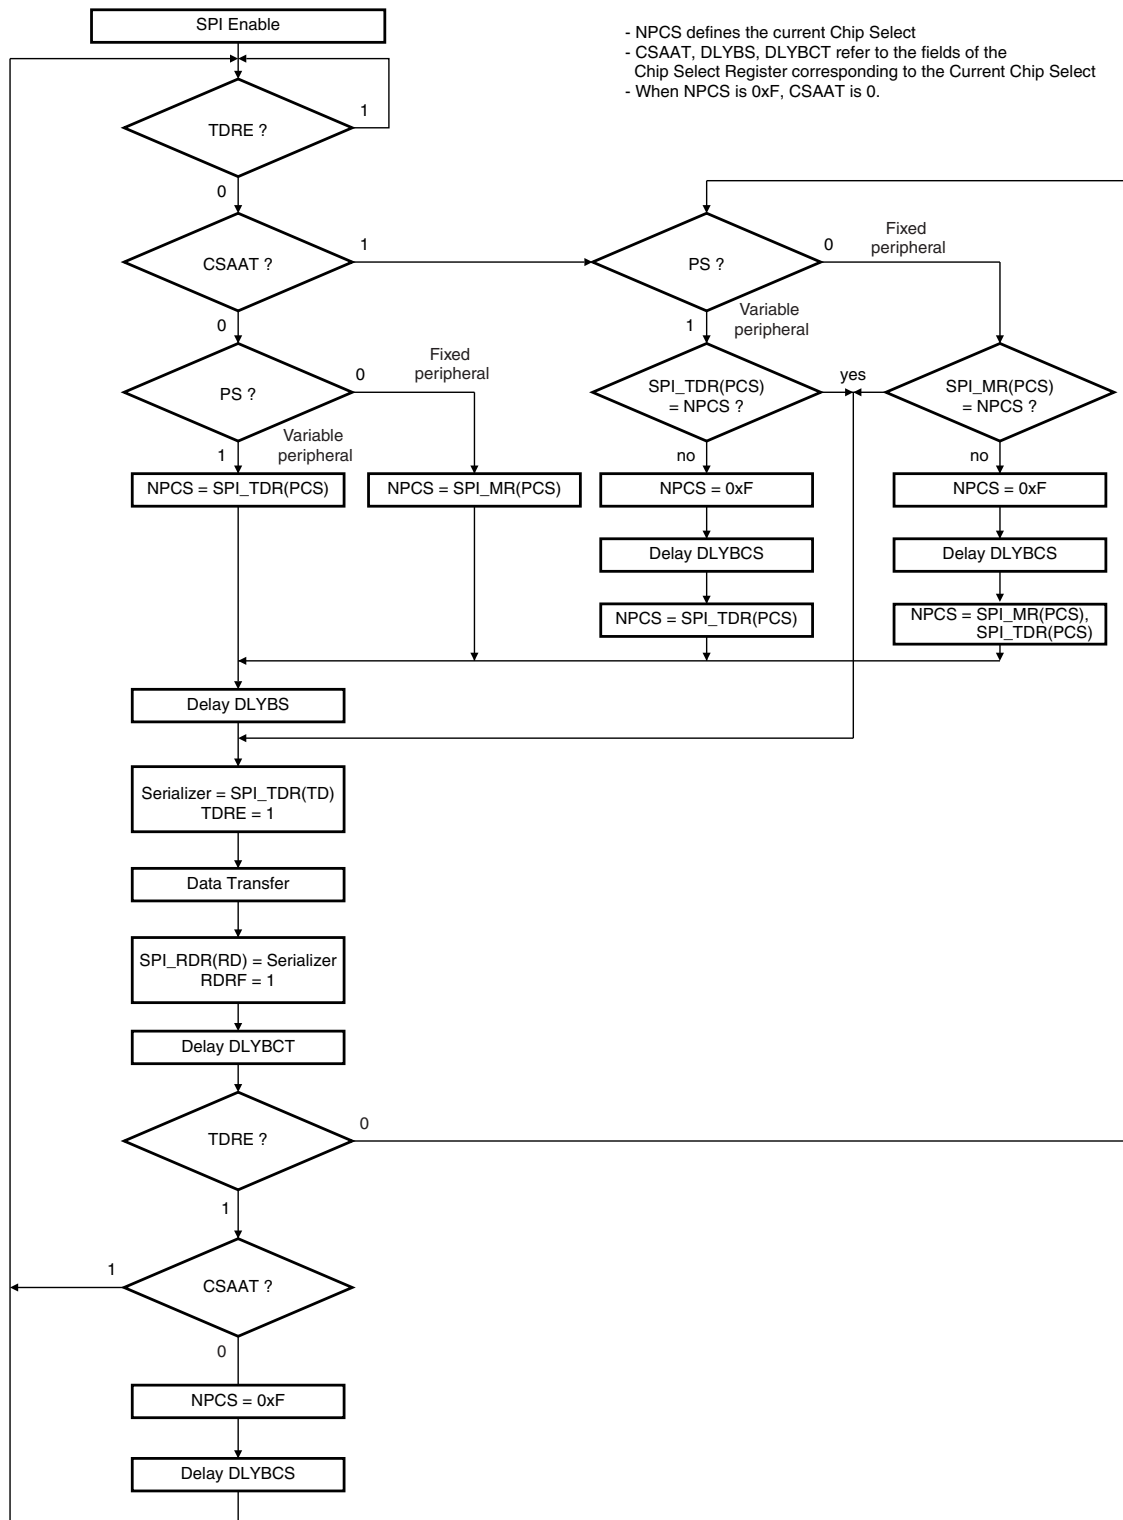 SPI Enable
- NPCS defines the current Chip Select
- CSAAT, DLYBS, DLYBCT refer to the fields of the
Chip Select Register corresponding to the Current Chip Select
- When NPCS is 0xF, CSAAT is 0.
1
TDRE ?
0
1
CSAAT ?
0
Fixed
peripheral
PS ?
0
1
Variable
peripheral
0
Fixed
peripheral
PS ?
1
Variable
peripheral
SPI_TDR(PCS)
= NPCS ?
yes
SPI_MR(PCS)
= NPCS ?
no
no
NPCS = SPI_TDR(PCS)
NPCS = SPI_MR(PCS)
NPCS = 0xF
NPCS = 0xF
Delay DLYBCS
Delay DLYBCS
NPCS = SPI_TDR(PCS)
NPCS = SPI_MR(PCS),
SPI_TDR(PCS)
Delay DLYBS
Serializer = SPI_TDR(TD)
TDRE = 1
Data Transfer
SPI_RDR(RD) = Serializer
RDRF = 1
Delay DLYBCT
0
TDRE ?
1
1
CSAAT ?
0
NPCS = 0xF
Delay DLYBCS